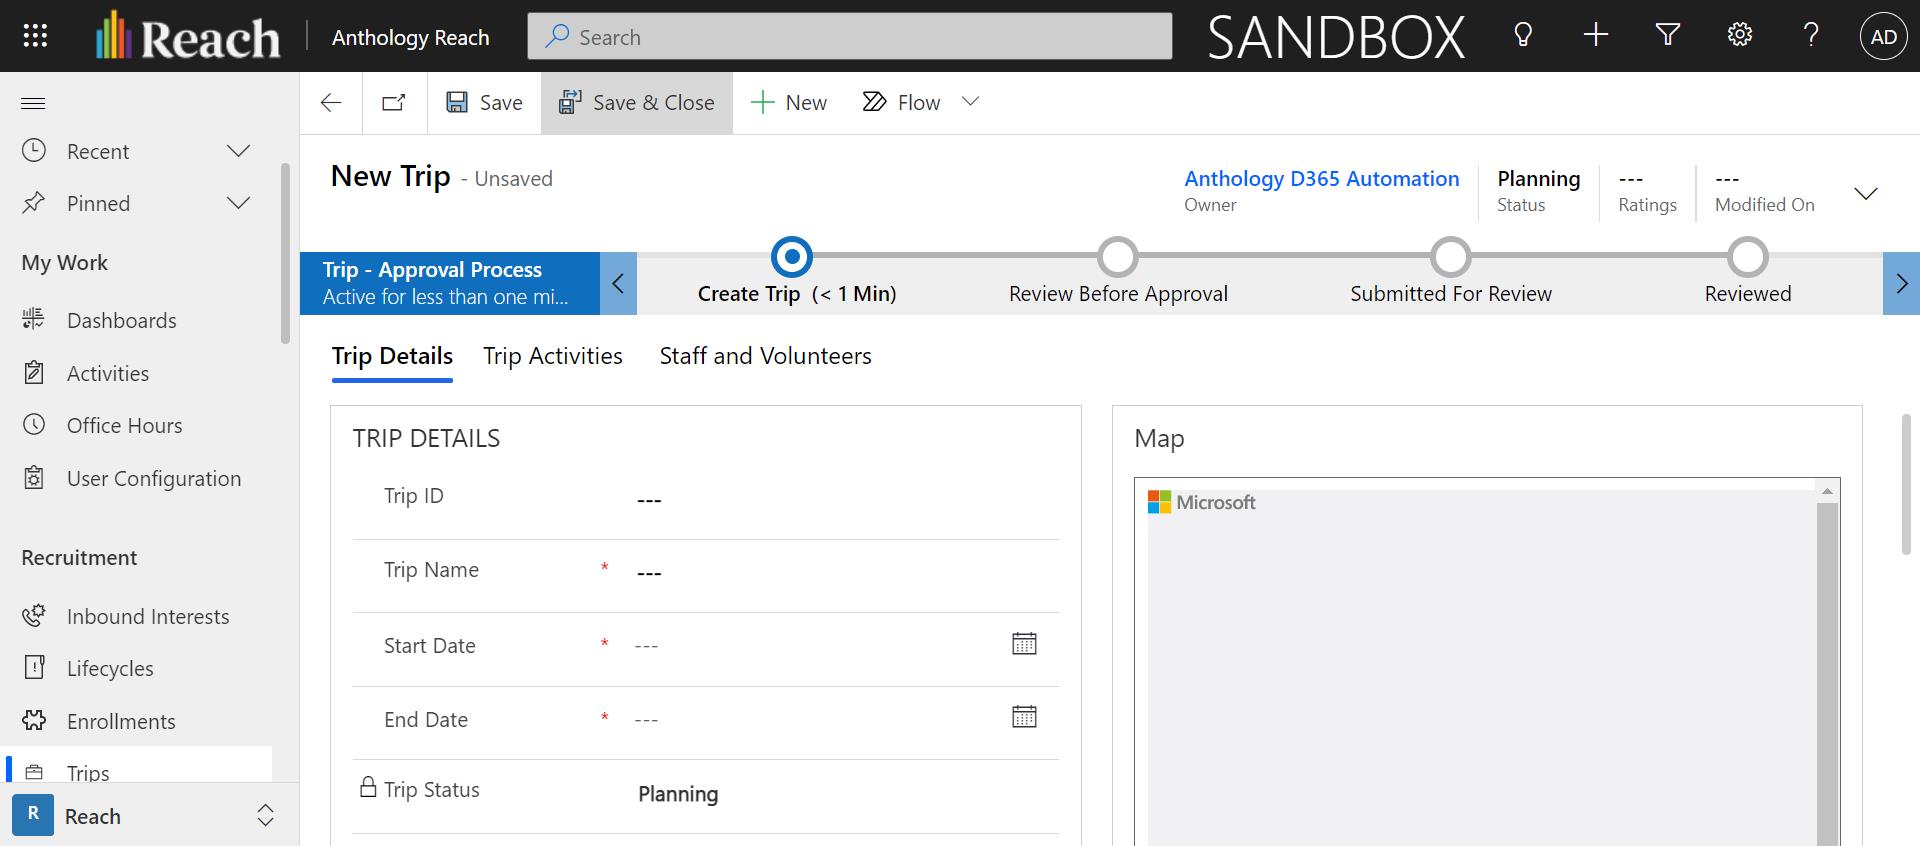 Reach
Anthology Reach
Search
SANDBOX
AD
Save
Save & Close
New
Flow
Recent
Pinned
My Work
Dashboards
Activities
Office Hours
User Configuration
Recruitment
Inbound Interests
Lifecycles
Enrollments
Trips
R
Reach
New Trip - Unsaved
Anthology D365 Automation
Owner
Planning
Status
---
Ratings
---
Modified On
Trip - Approval Process
Active for less than one mi...
Create Trip (< 1 Min)
Review Before Approval
Submitted For Review
Reviewed
Trip Details
Trip Activities
Staff and Volunteers
TRIP DETAILS
Trip ID ---
Trip Name * ---
Start Date * ---
End Date * ---
Trip Status Planning
Map
Microsoft